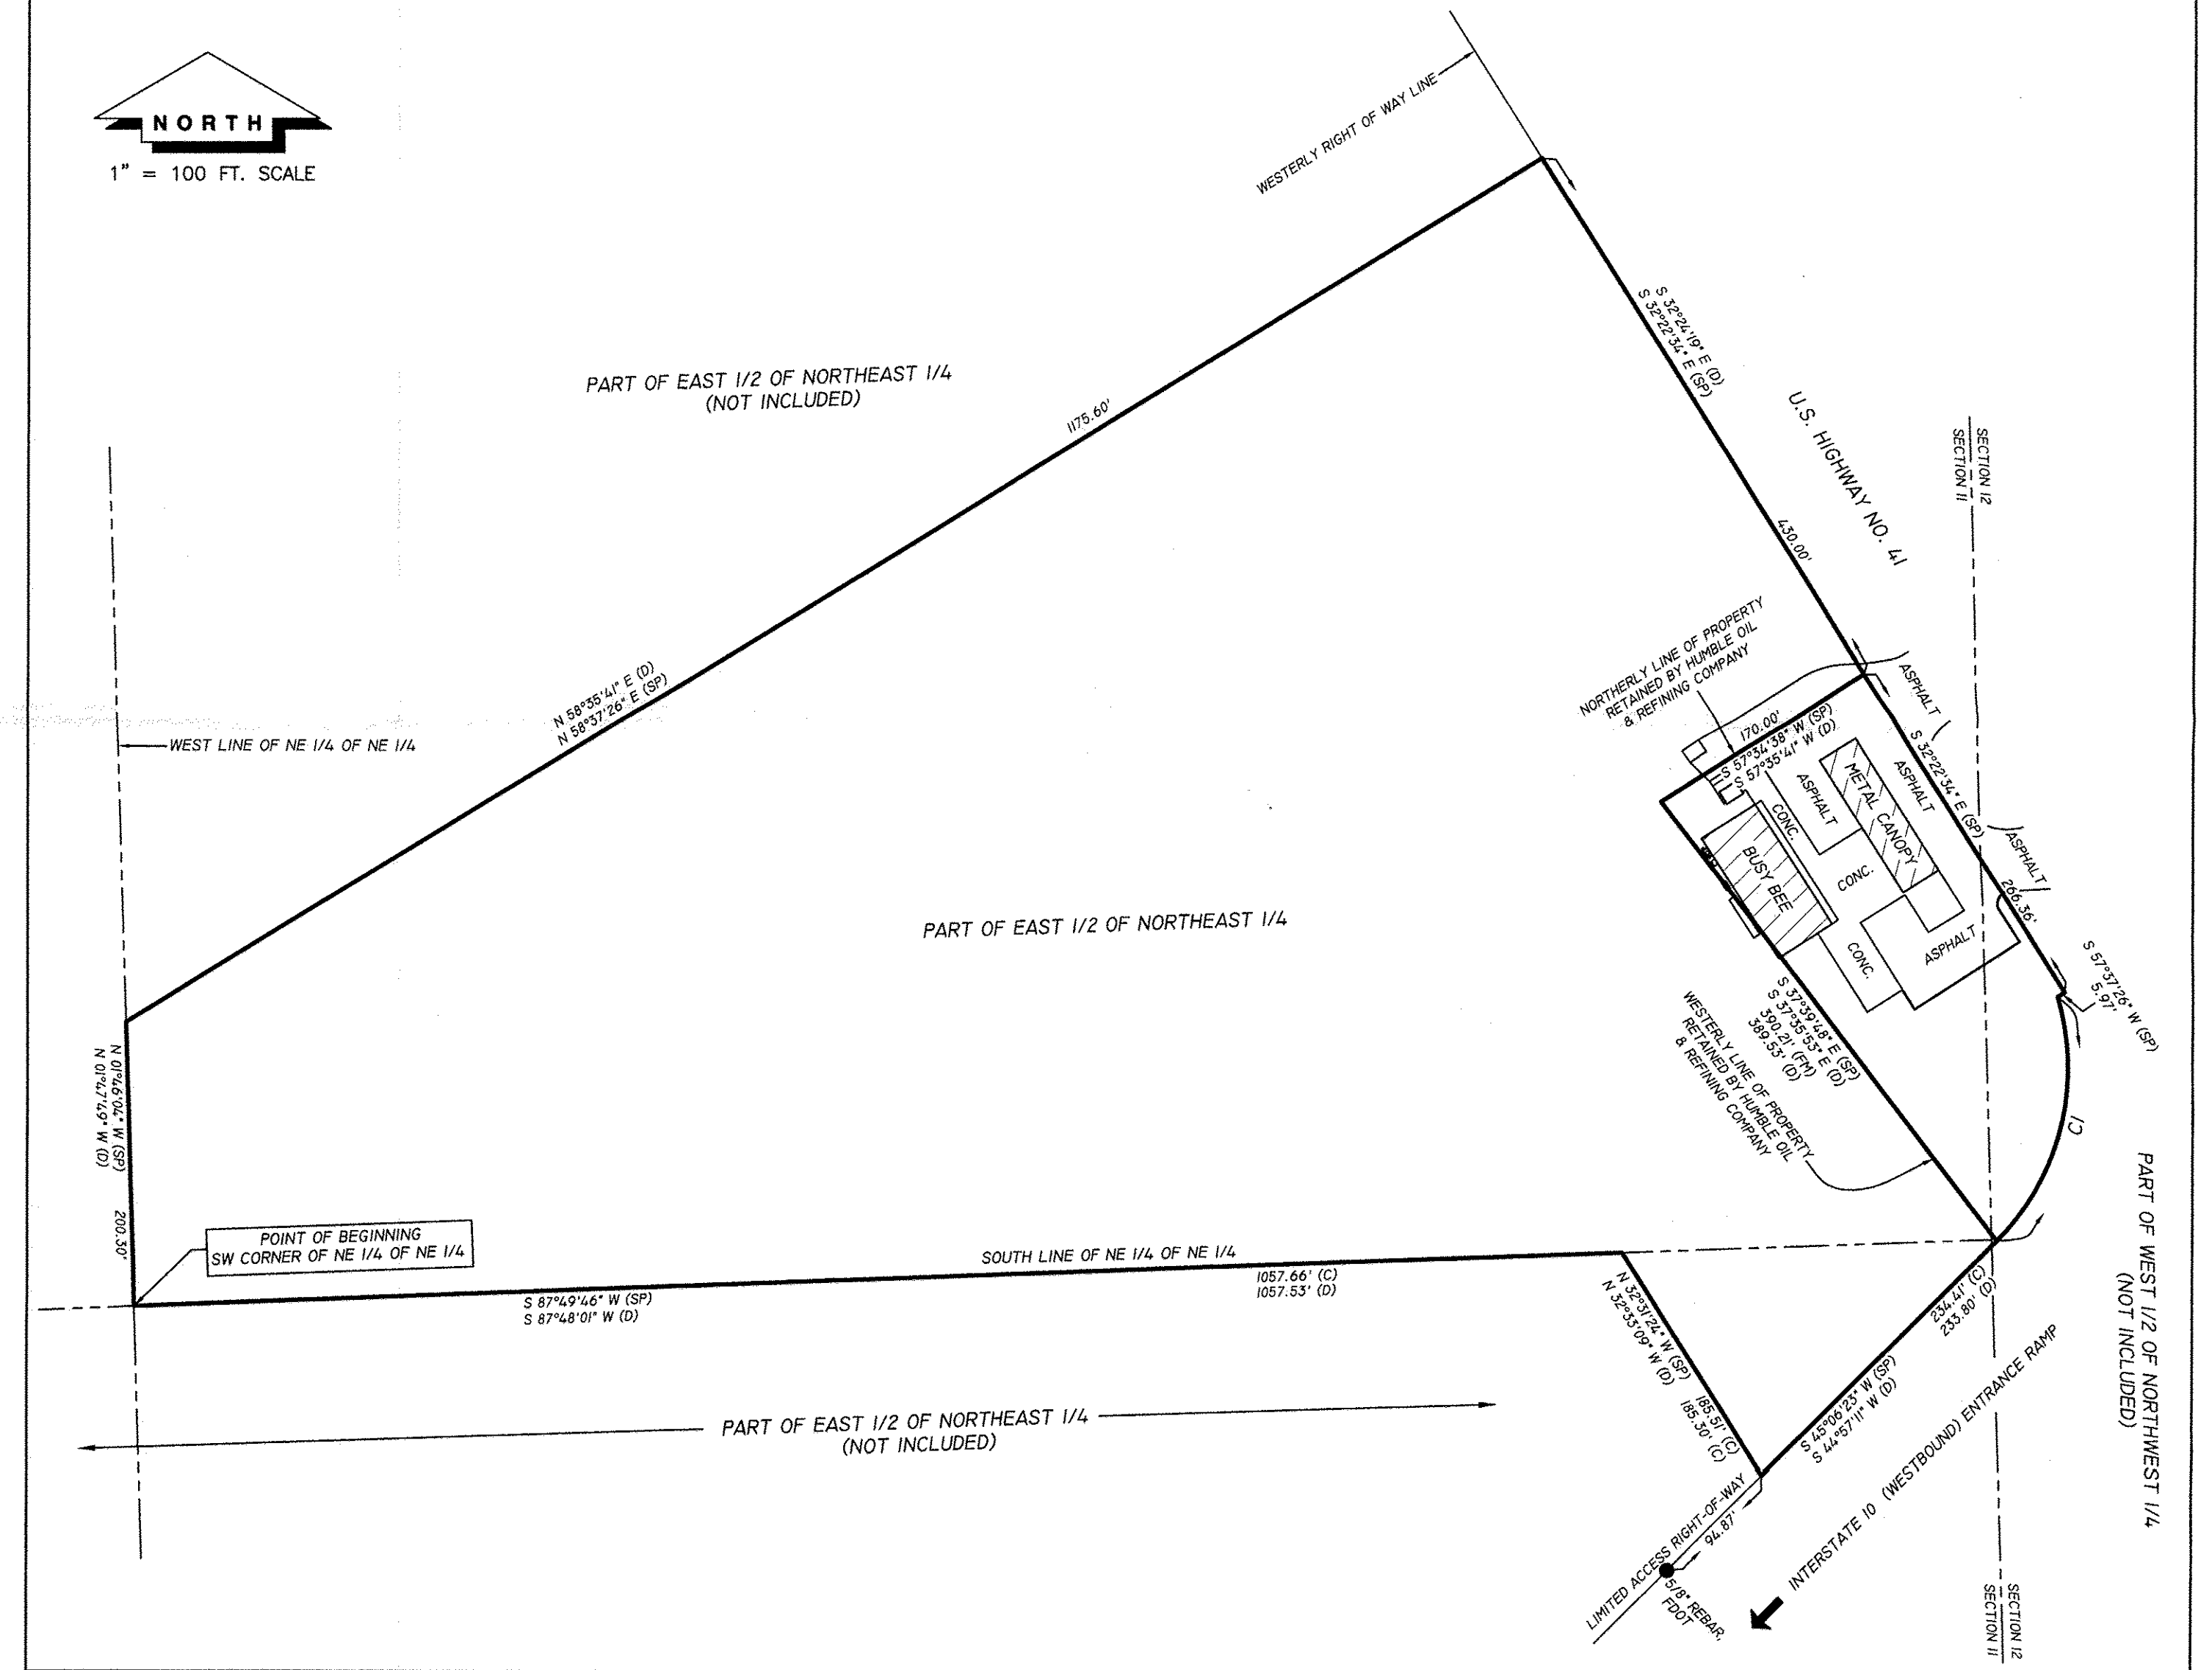 NORTH
1" = 100 FT. SCALE
WESTERLY RIGHT OF WAY LINE
S 32°24'19" E (D)
S 32°22'34" E (SP)
U.S. HIGHWAY NO. 41
430.00'
SECTION 12
SECTION 11
PART OF EAST 1/2 OF NORTHEAST 1/4
(NOT INCLUDED)
1175.60'
N 58°35'41" E (D)
N 58°37'26" E (SP)
WEST LINE OF NE 1/4 OF NE 1/4
NORTHERLY LINE OF PROPERTY
RETAINED BY HUMBLE OIL
& REFINING COMPANY
170.00'
S 57°34'38" W (SP)
S 57°35'41" W (D)
ASPHALT
S 32°22'34" E (SP)
ASPHALT
METAL CANOPY
ASPHALT
CONC.
BUSY BEE
CONC.
ASPHALT
266.36'
CONC.
ASPHALT
S 57°37'26" W (SP)
5.97'
PART OF EAST 1/2 OF NORTHEAST 1/4
S 37°39'48" E (SP)
S 37°35'53" E (D)
390.21' (FM)
389.53' (D)
WESTERLY LINE OF PROPERTY
RETAINED BY HUMBLE OIL
& REFINING COMPANY
C1
N 01°46'04" W (SP)
N 01°47'49" W (D)
200.30'
POINT OF BEGINNING
SW CORNER OF NE 1/4 OF NE 1/4
SOUTH LINE OF NE 1/4 OF NE 1/4
1057.66' (C)
1057.53' (D)
S 87°49'46" W (SP)
S 87°48'01" W (D)
N 32°31'24" W (SP)
N 32°33'09" W (D)
185.51' (C)
185.30' (C)
234.41' (C)
233.80' (D)
S 45°06'23" W (SP)
S 44°57'11" W (D)
INTERSTATE 10 (WESTBOUND) ENTRANCE RAMP
PART OF WEST 1/2 OF NORTHWEST 1/4
(NOT INCLUDED)
PART OF EAST 1/2 OF NORTHEAST 1/4
(NOT INCLUDED)
LIMITED ACCESS RIGHT-OF-WAY
94.87'
5/8" REBAR,
FDOT
SECTION 12
SECTION 11